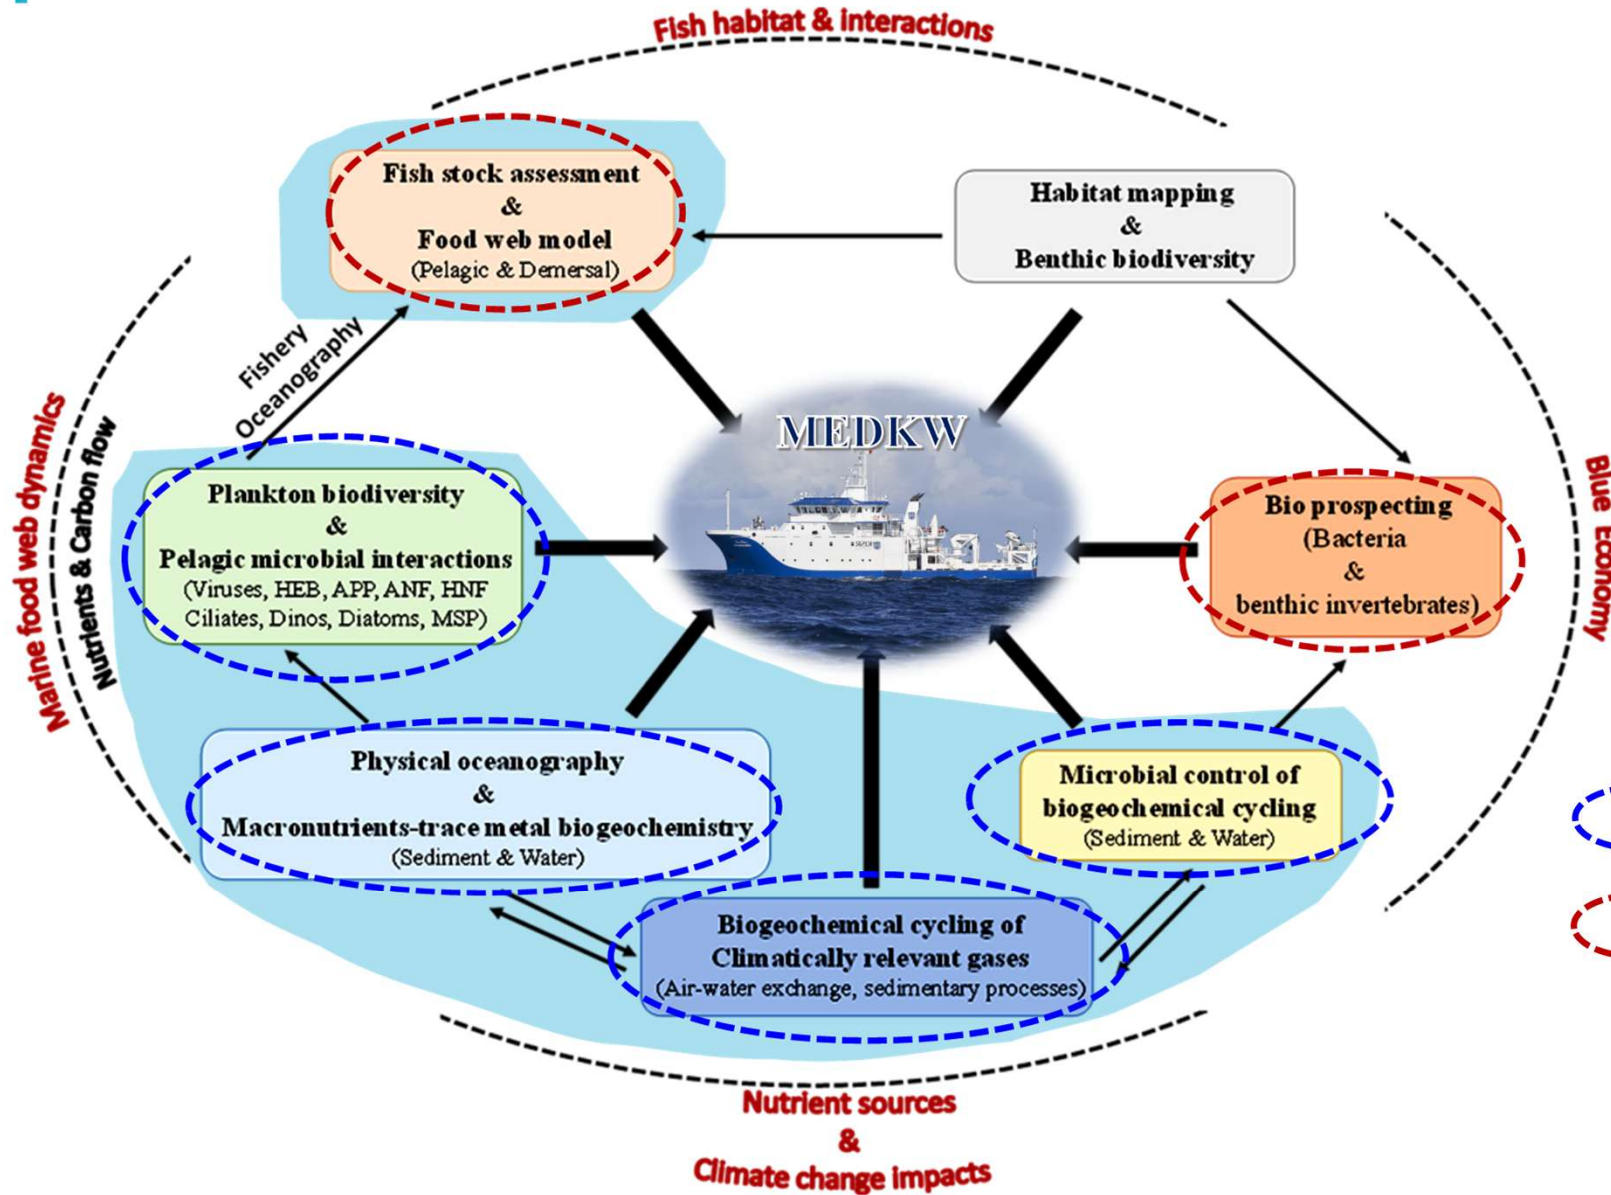 Fish habitat & interactions
Fish stock assessment
&
Food web model
(Pelagic & Demersal)
Habitat mapping
&
Benthic biodiversity
Fishery
Oceanography
MEDKW
Marine food web dynamics
Nutrients & Carbon flow
Plankton biodiversity
&
Pelagic microbial interactions
(Viruses, HEB, APP, ANF, HNF
Ciliates, Dinos, Diatoms, MSP)
Bio prospecting
(Bacteria
&
benthic invertebrates)
Blue Economy
Physical oceanography
&
Macronutrients-trace metal biogeochemistry
(Sediment & Water)
Microbial control of
biogeochemical cycling
(Sediment & Water)
Biogeochemical cycling of
Climatically relevant gases
(Air-water exchange, sedimentary processes)
Nutrient sources
&
Climate change impacts